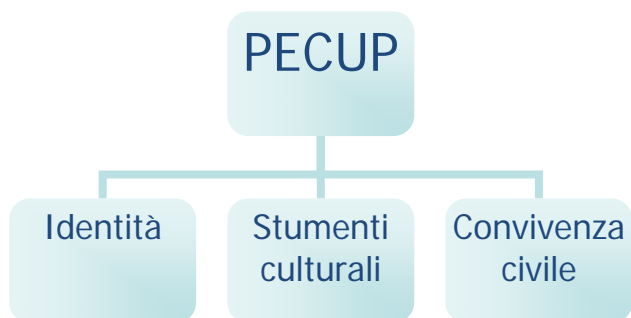 PECUP
Identità
Stumenti
culturali
Convivenza
civile